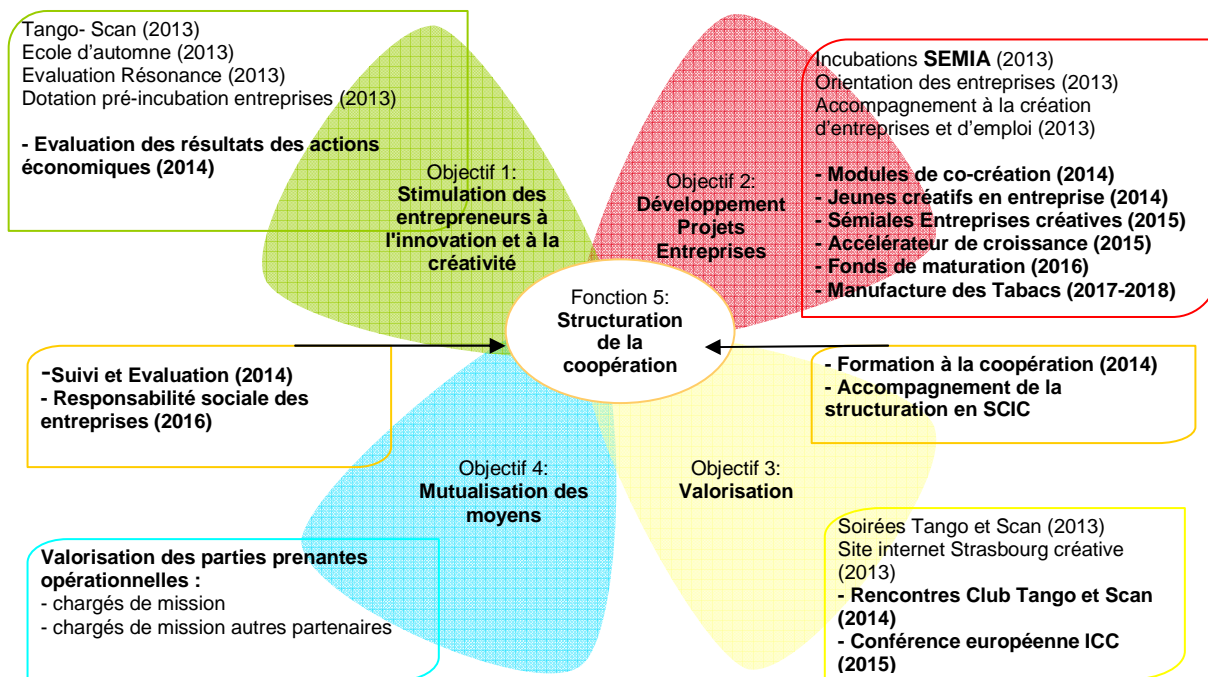 Tango- Scan (2013)
Ecole d'automne (2013)
Evaluation Résonance (2013)
Dotation pré-incubation entreprises (2013)
- Evaluation des résultats des actions
économiques (2014)
Objectif 1:
Stimulation des
entrepreneurs à
l'innovation et à la
créativité
Objectif 2:
Développement
Projets
Entreprises
Incubations SEMIA (2013)
Orientation des entreprises (2013)
Accompagnement à la création
d'entreprises et d'emploi (2013)
- Modules de co-création (2014)
- Jeunes créatifs en entreprise (2014)
- Sémiales Entreprises créatives (2015)
- Accélérateur de croissance (2015)
- Fonds de maturation (2016)
- Manufacture des Tabacs (2017-2018)
Fonction 5:
Structuration
de la
coopération
-Suivi et Evaluation (2014)
- Responsabilité sociale des
entreprises (2016)
- Formation à la coopération (2014)
- Accompagnement de la
structuration en SCIC
Objectif 4:
Mutualisation des
moyens
Objectif 3:
Valorisation
Valorisation des parties prenantes
opérationnelles :
- chargés de mission
- chargés de mission autres partenaires
Soirées Tango et Scan (2013)
Site internet Strasbourg créative
(2013)
- Rencontres Club Tango et Scan
(2014)
- Conférence européenne ICC
(2015)